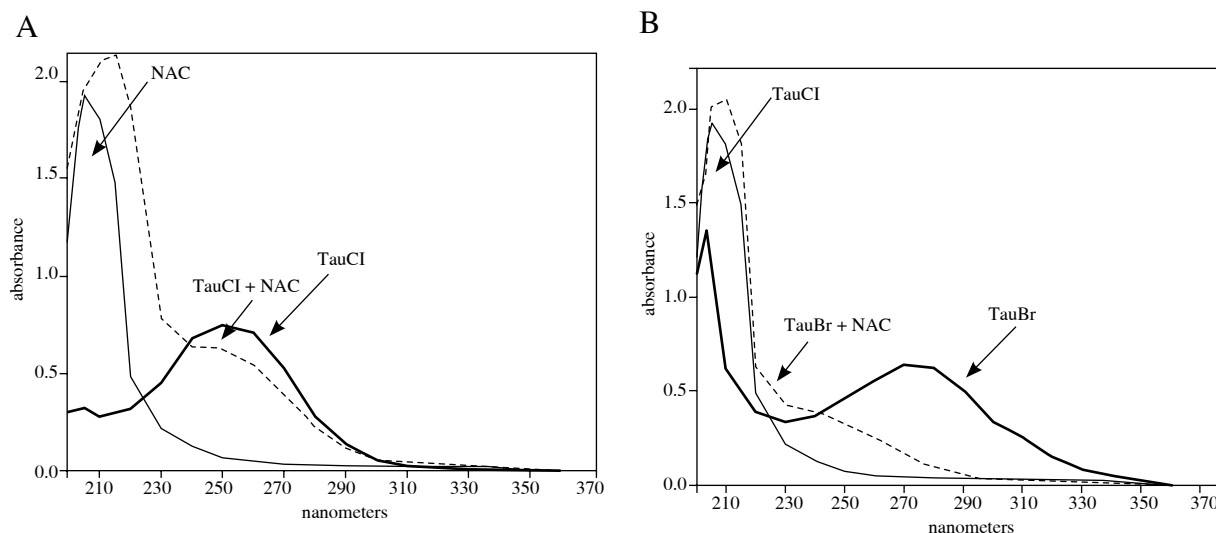 A
absorbance
2.0
1.5
1.0
0.5
0.0
NAC
TauCI + NAC
TauCI
210 230 250 270 290 310 330 350 370
nanometers
B
absorbance
2.0
1.5
1.0
0.5
0.0
TauCI
TauBr + NAC
TauBr
210 230 250 270 290 310 330 350 370
nanometers